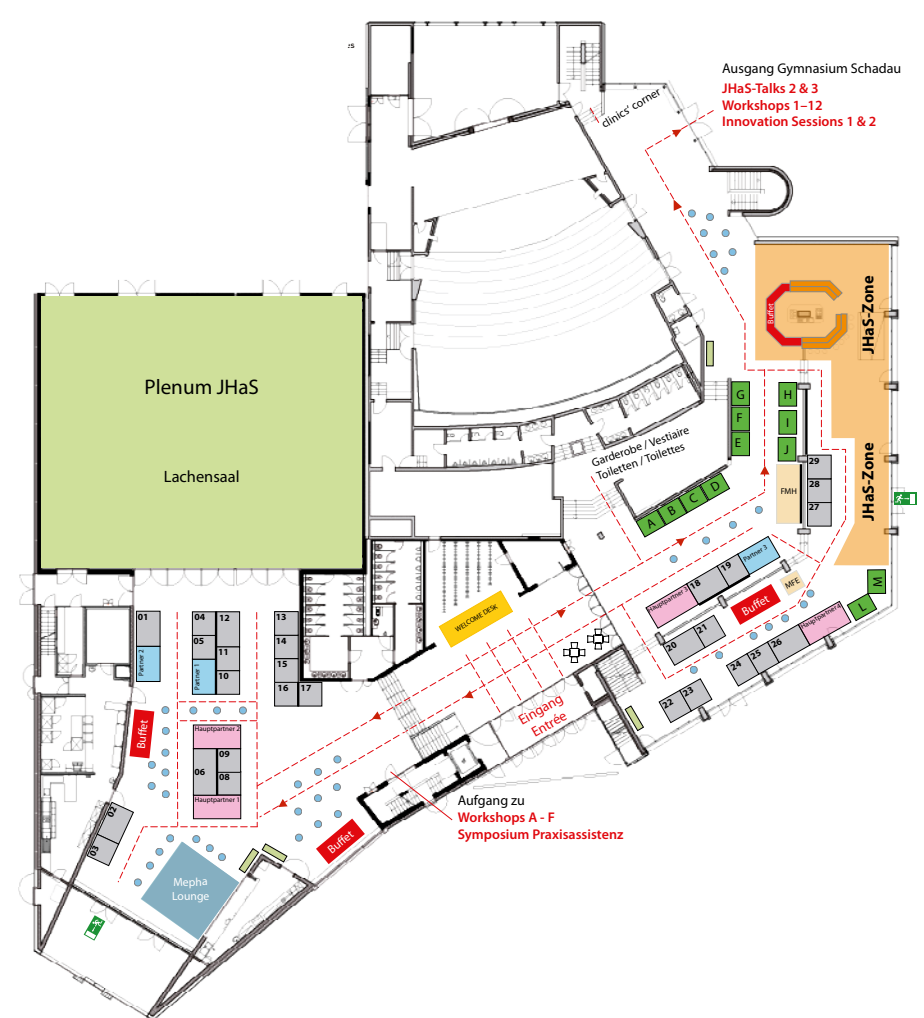 es
Ausgang Gymnasium Schadau
JHaS-Talks 2 & 3
Workshops 1–12
Innovation Sessions 1 & 2
clinics' corner
Buffet
JHaS-Zone
JHaS-Zone
Plenum JHaS
Lachensaal
Garderobe / Vestiaire
Toiletten / Toilettes
G
F
E
H
I
J
A
B
C
D
FMH
29
28
27
Partner 3
19
18
Hauptpartner 3
MFE
Buffet
Hauptpartner 4
M
L
20
21
22
23
24
25
26
WELCOME DESK
Eingang
Entrée
01
Partner 2
04
05
Partner 1
12
11
10
13
14
15
16
17
Buffet
Hauptpartner 2
09
06
08
Hauptpartner 1
02
03
Mepha
Lounge
Buffet
Aufgang zu
Workshops A - F
Symposium Praxisassistenz